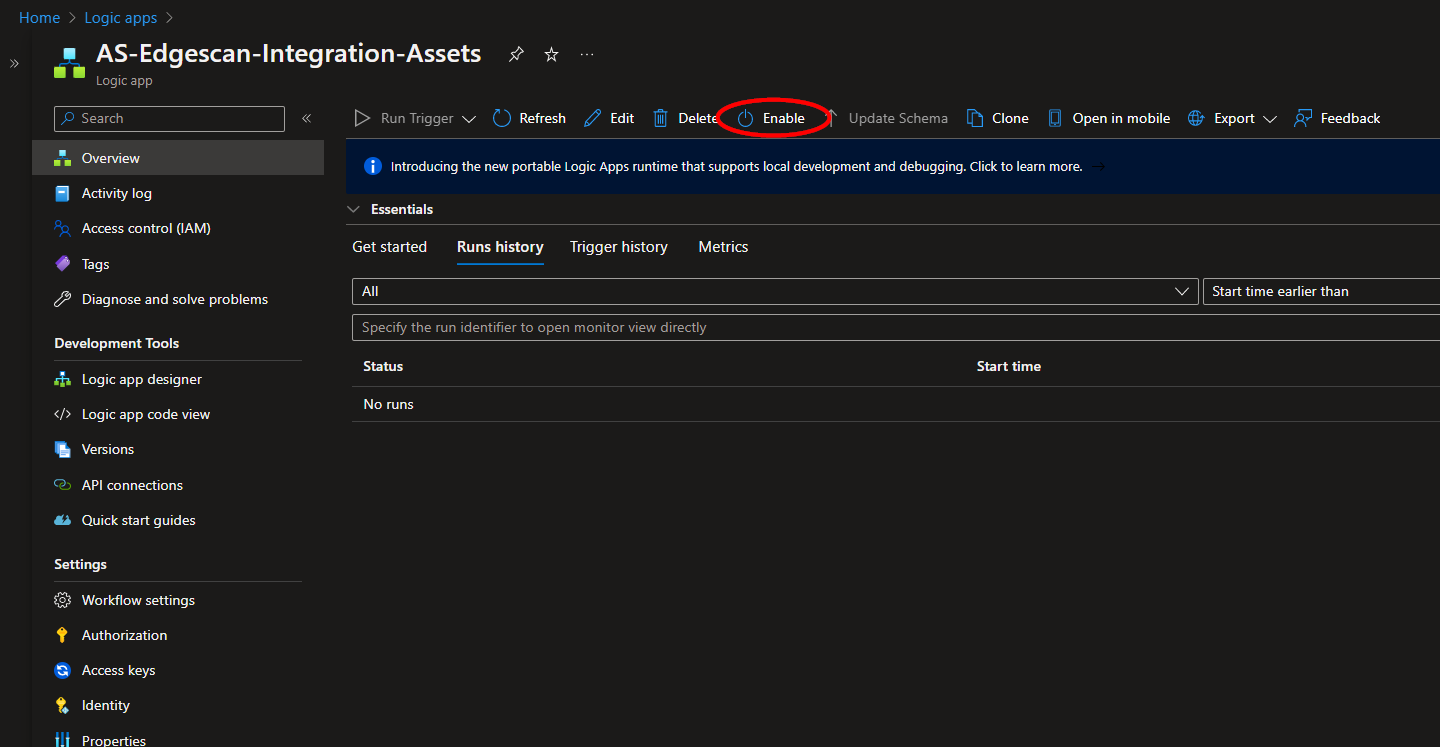 Home > Logic apps >
AS-Edgescan-Integration-Assets
Logic app
Search
Run Trigger Refresh Edit Delete Enable Update Schema Clone Open in mobile Export Feedback
Introducing the new portable Logic Apps runtime that supports local development and debugging. Click to learn more. →
Essentials
Get started Runs history Trigger history Metrics
All Start time earlier than
Specify the run identifier to open monitor view directly
Status Start time
No runs
Overview
Activity log
Access control (IAM)
Tags
Diagnose and solve problems
Development Tools
Logic app designer
Logic app code view
Versions
API connections
Quick start guides
Settings
Workflow settings
Authorization
Access keys
Identity
Properties